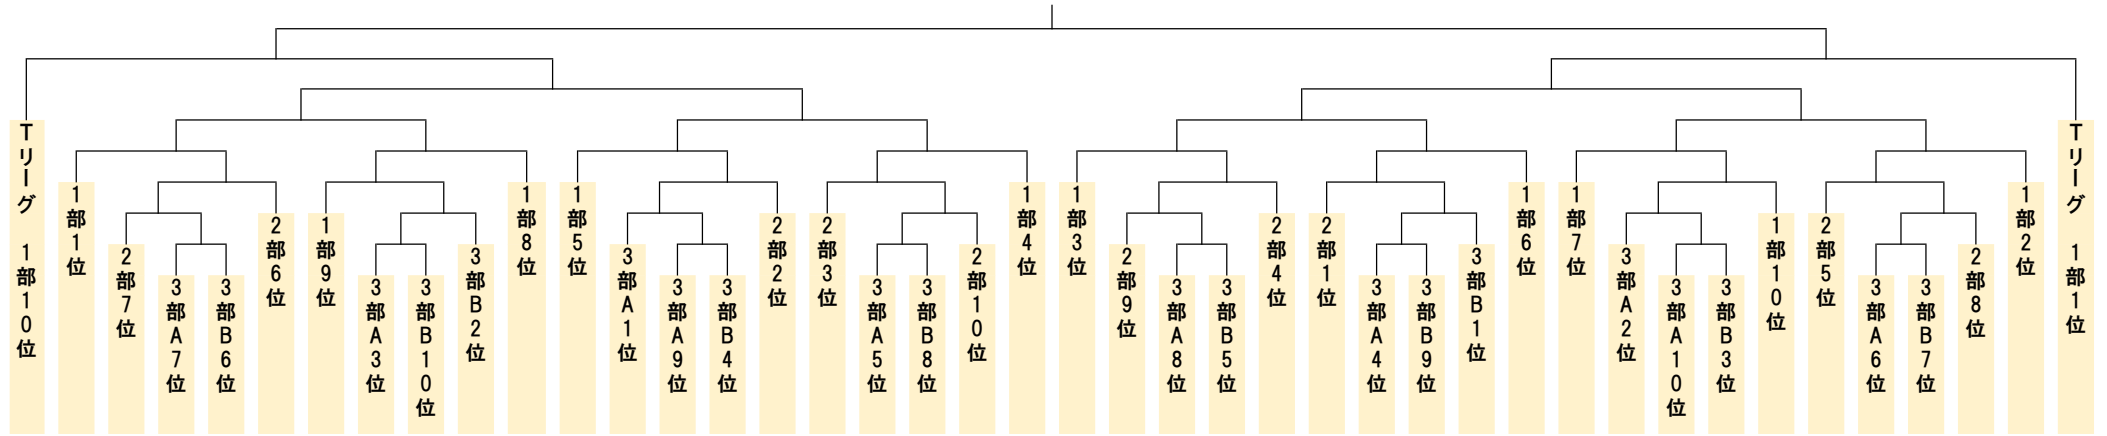 Tリーグ　1部10位
1部1位
2部7位
3部A7位
3部B6位
2部6位
1部9位
3部A3位
3部B10位
3部B2位
1部8位
1部5位
3部A1位
3部A9位
3部B4位
2部2位
2部3位
3部A5位
3部B8位
2部10位
1部4位
1部3位
2部9位
3部A8位
3部B5位
2部4位
2部1位
3部A4位
3部B9位
3部B1位
1部6位
1部7位
3部A2位
3部A10位
3部B3位
1部10位
2部5位
3部A6位
3部B7位
2部8位
1部2位
Tリーグ　1部1位